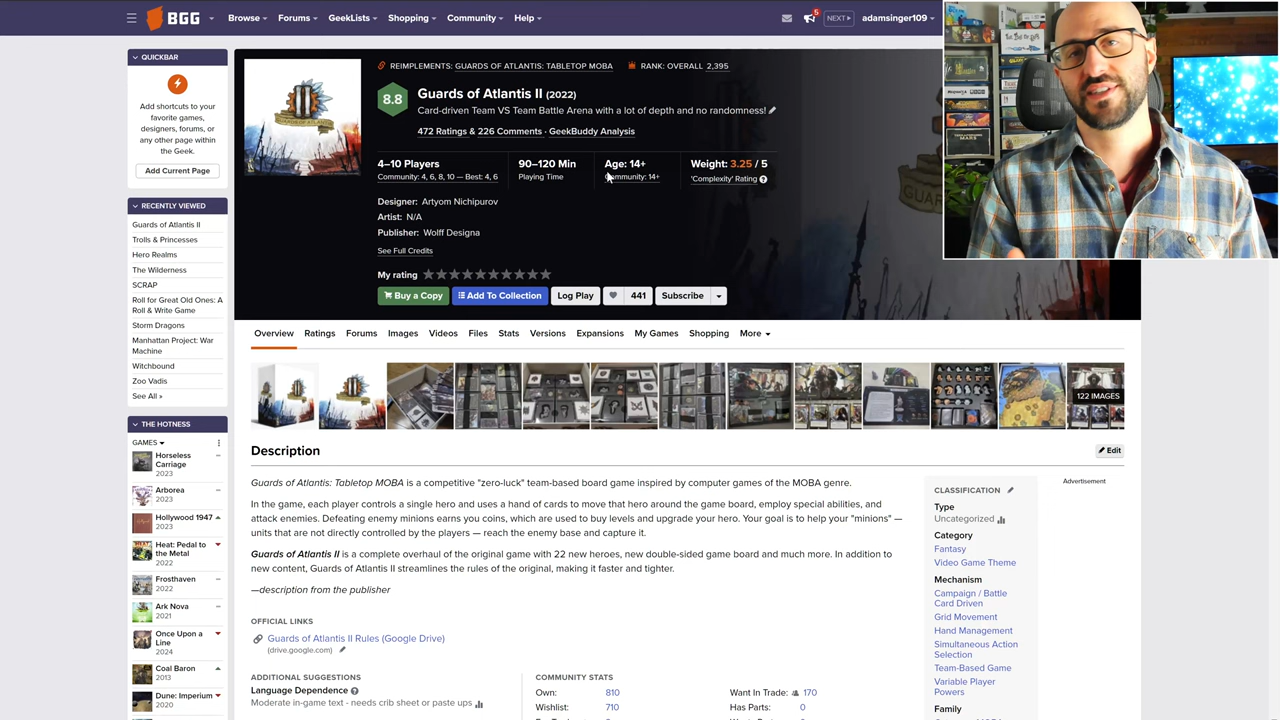 BGG
Browse
Forums
GeekLists
Shopping
Community
Help
5
NEXT
adamsinger109
QUICKBAR
Add shortcuts to your
favorite games,
designers, forums, or
any other page within
the Geek.
Add Current Page
RECENTLY VIEWED
Guards of Atlantis II
Trolls & Princesses
Hero Realms
The Wilderness
SCRAP
Roll for Great Old Ones: A
Roll & Write Game
Storm Dragons
Manhattan Project: War
Machine
Witchbound
Zoo Vadis
See All »
THE HOTNESS
GAMES
Horseless
Carriage
2023
Arborea
2023
Hollywood 1947
2023
Heat: Pedal to
the Metal
2022
Frosthaven
2022
Ark Nova
2021
Once Upon a
Line
2024
Coal Baron
2013
Dune: Imperium
2020
REIMPLEMENTS: GUARDS OF ATLANTIS: TABLETOP MOBA
RANK: OVERALL 2,395
8.8
Guards of Atlantis II (2022)
Card-driven Team VS Team Battle Arena with a lot of depth and no randomness!
472 Ratings & 226 Comments · GeekBuddy Analysis
4–10 Players
Community: 4, 6, 8, 10 — Best: 4, 6
90–120 Min
Playing Time
Age: 14+
Community: 14+
Weight: 3.25 / 5
'Complexity' Rating
Designer: Artyom Nichipurov
Artist: N/A
Publisher: Wolff Designa
See Full Credits
My rating
Buy a Copy
Add To Collection
Log Play
441
Subscribe
Overview
Ratings
Forums
Images
Videos
Files
Stats
Versions
Expansions
My Games
Shopping
More
122 IMAGES
Description
Edit
Guards of Atlantis: Tabletop MOBA is a competitive "zero-luck" team-based board game inspired by computer games of the MOBA genre.
In the game, each player controls a single hero and uses a hand of cards to move that hero around the game board, employ special abilities, and
attack enemies. Defeating enemy minions earns you coins, which are used to buy levels and upgrade your hero. Your goal is to help your "minions" —
units that are not directly controlled by the players — reach the enemy base and capture it.
Guards of Atlantis II is a complete overhaul of the original game with 22 new heroes, new double-sided game board and much more. In addition to
new content, Guards of Atlantis II streamlines the rules of the original, making it faster and tighter.
—description from the publisher
OFFICIAL LINKS
Guards of Atlantis II Rules (Google Drive)
(drive.google.com)
ADDITIONAL SUGGESTIONS
Language Dependence
Moderate in-game text - needs crib sheet or paste ups
COMMUNITY STATS
Own: 810
Wishlist: 710
Want In Trade: 170
Has Parts: 0
Advertisement
CLASSIFICATION
Type
Uncategorized
Category
Fantasy
Video Game Theme
Mechanism
Campaign / Battle
Card Driven
Grid Movement
Hand Management
Simultaneous Action
Selection
Team-Based Game
Variable Player
Powers
Family